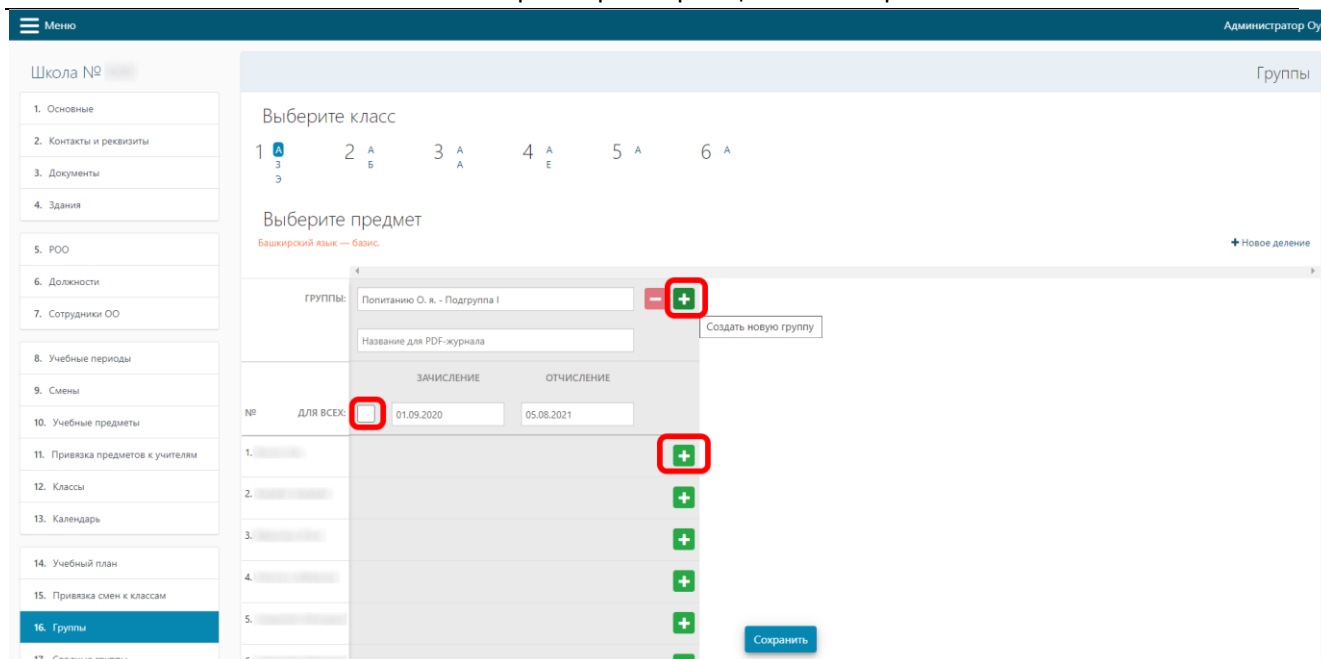 Меню
Администратор Оу
Школа №
Группы
1. Основные
2. Контакты и реквизиты
3. Документы
4. Здания
5. РОО
6. Должности
7. Сотрудники ОО
8. Учебные периоды
9. Смены
10. Учебные предметы
11. Привязка предметов к учителям
12. Классы
13. Календарь
14. Учебный план
15. Привязка смен к классам
16. Группы
Выберите класс
1 А З Э
2 А Б
3 А А
4 А Е
5 А
6 А
Выберите предмет
Башкирский язык — базис.
+ Новое деление
ГРУППЫ: Попитанию О. я. - Подгруппа I
Создать новую группу
Название для PDF-журнала
ЗАЧИСЛЕНИЕ ОТЧИСЛЕНИЕ
№ ДЛЯ ВСЕХ: 01.09.2020 05.08.2021
1.
2.
3.
4.
5.
Сохранить